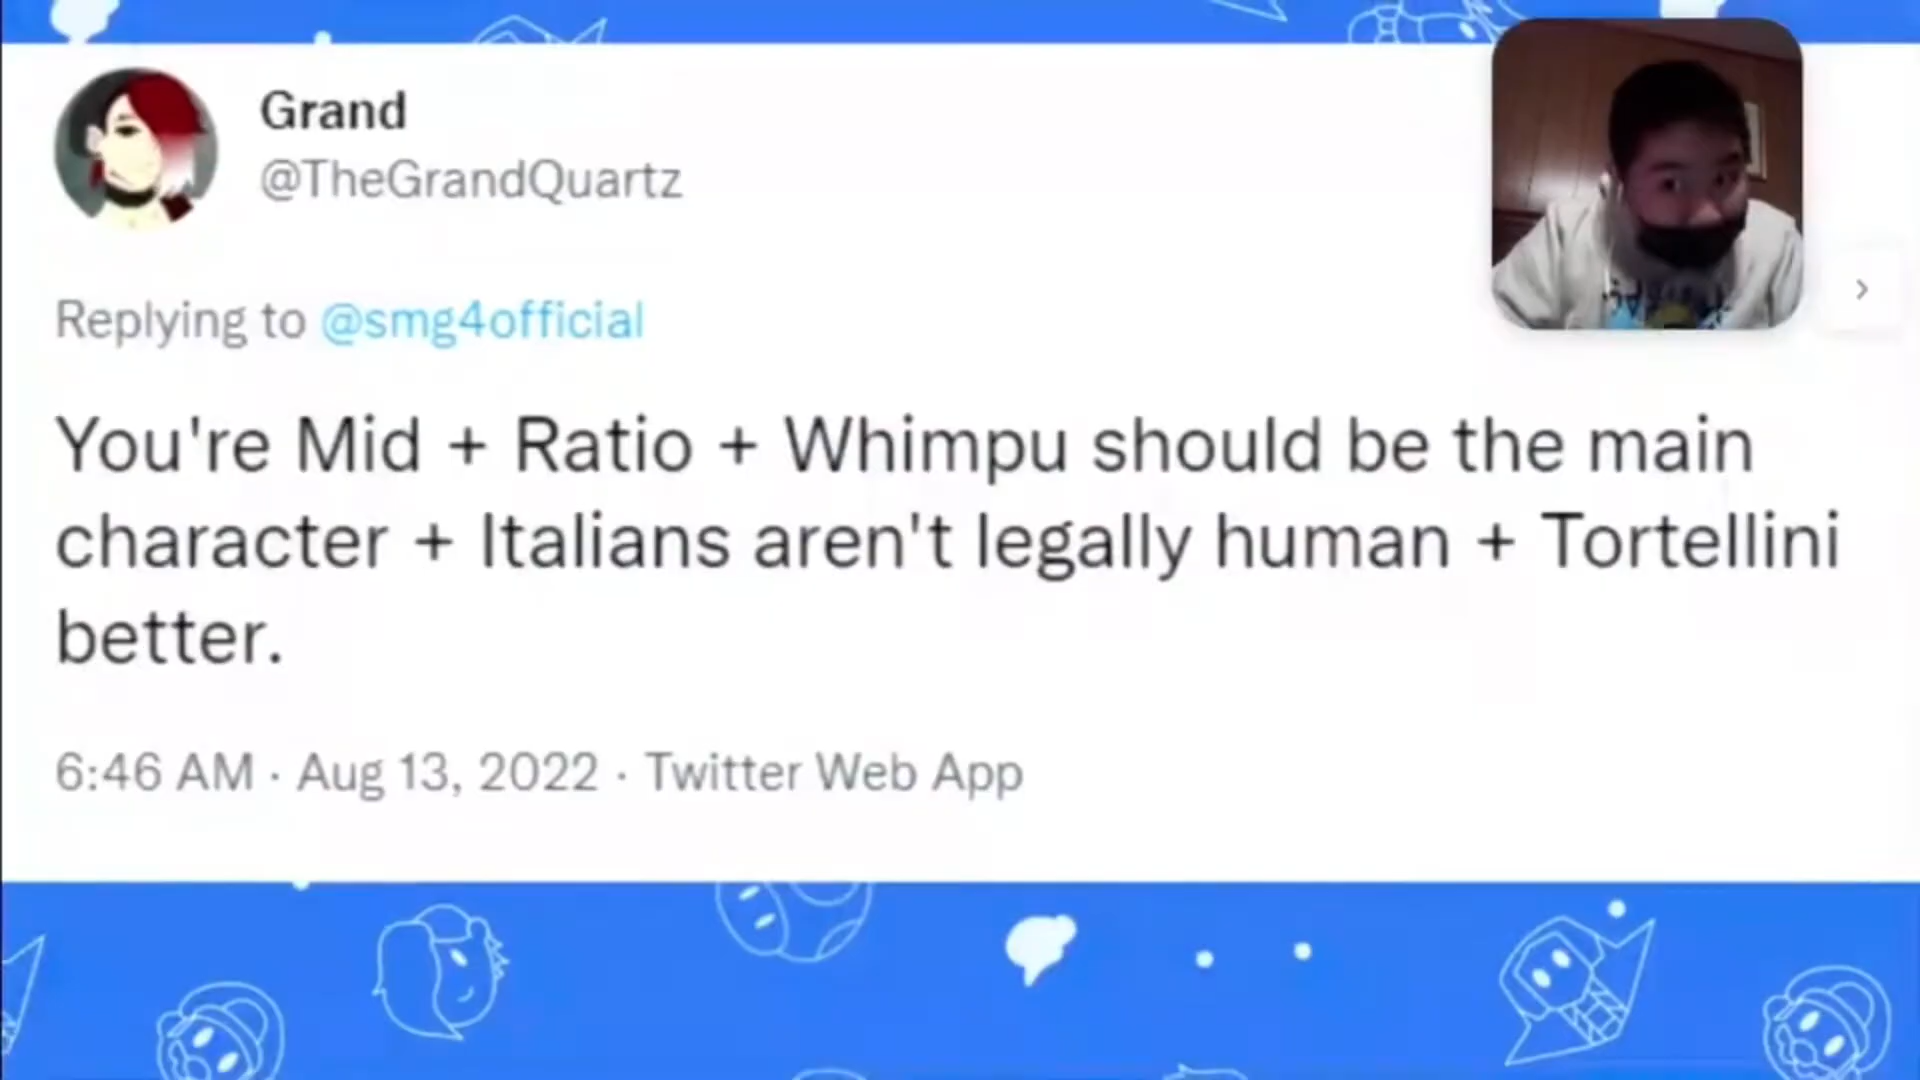 Grand
@TheGrandQuartz
Replying to @smg4official
You're Mid + Ratio + Whimpu should be the main
character + Italians aren't legally human + Tortellini
better.
6:46 AM · Aug 13, 2022 · Twitter Web App